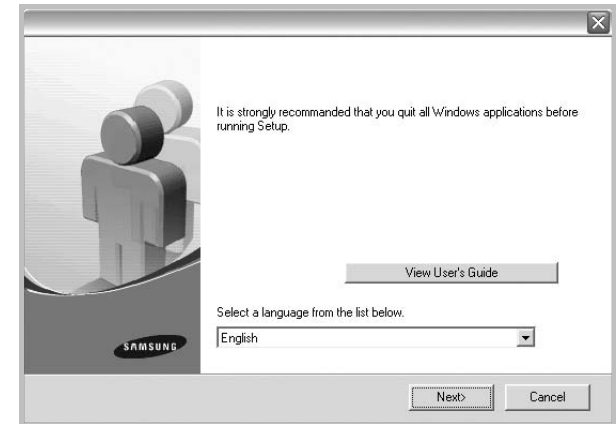 It is strongly recommanded that you quit all Windows applications before
running Setup.
View User's Guide
Select a language from the list below.
SAMSUNG
English
Next>
Cancel